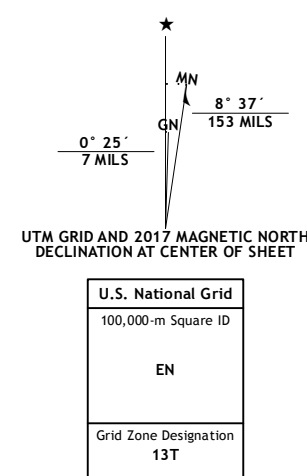 ★
MN
GN
8° 37´
153 MILS
0° 25´
7 MILS
UTM GRID AND 2017 MAGNETIC NORTH
DECLINATION AT CENTER OF SHEET
U.S. National Grid
100,000-m Square ID
EN
Grid Zone Designation
13T